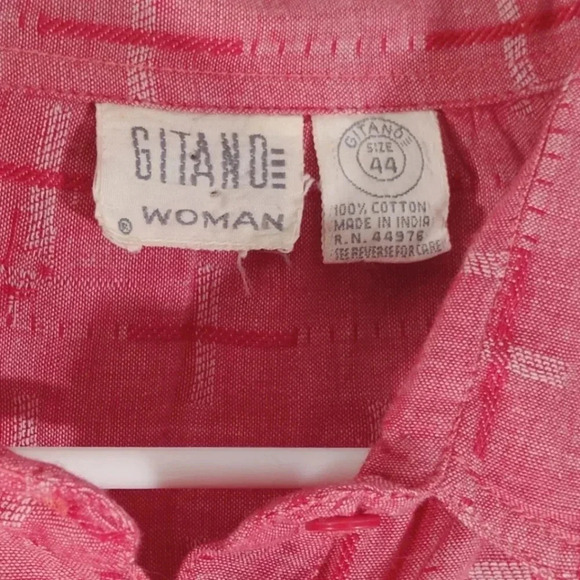 GITANO
® WOMAN
GITANO
SIZE
44
100% COTTON
MADE IN INDIA
R.N. 44976
SEE REVERSE FOR CARE